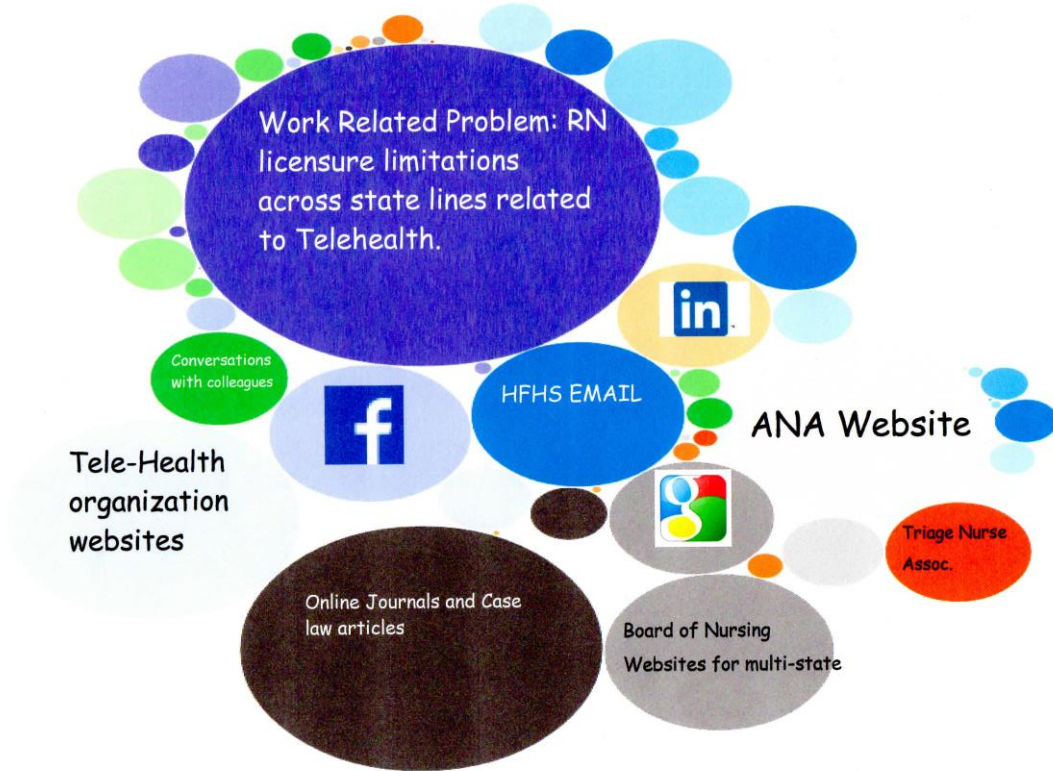 Work Related Problem: RN
licensure limitations
across state lines related
to Telehealth.
in
Conversations
with colleagues
f
HFHS EMAIL
ANA Website
Tele-Health
organization
websites
g
Triage Nurse
Assoc.
Online Journals and Case
law articles
Board of Nursing
Websites for multi-state